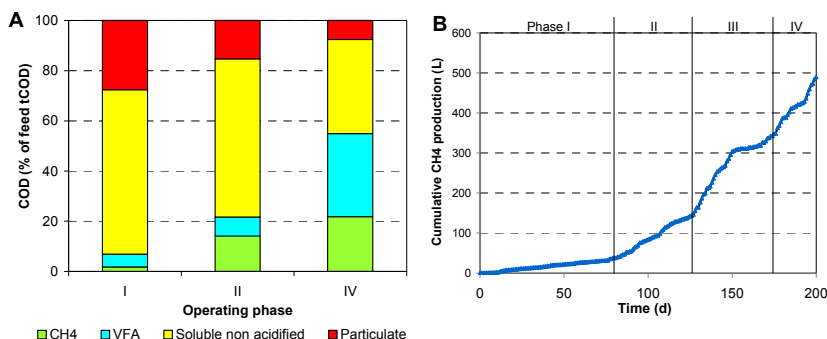 A
COD (% of feed tCOD)
100
80
60
40
20
0
I
II
IV
Operating phase
CH4
VFA
Soluble non acidified
Particulate
B
Phase I
II
III
IV
Cumulative CH4 production (L)
600
500
400
300
200
100
0
0
50
100
150
200
Time (d)